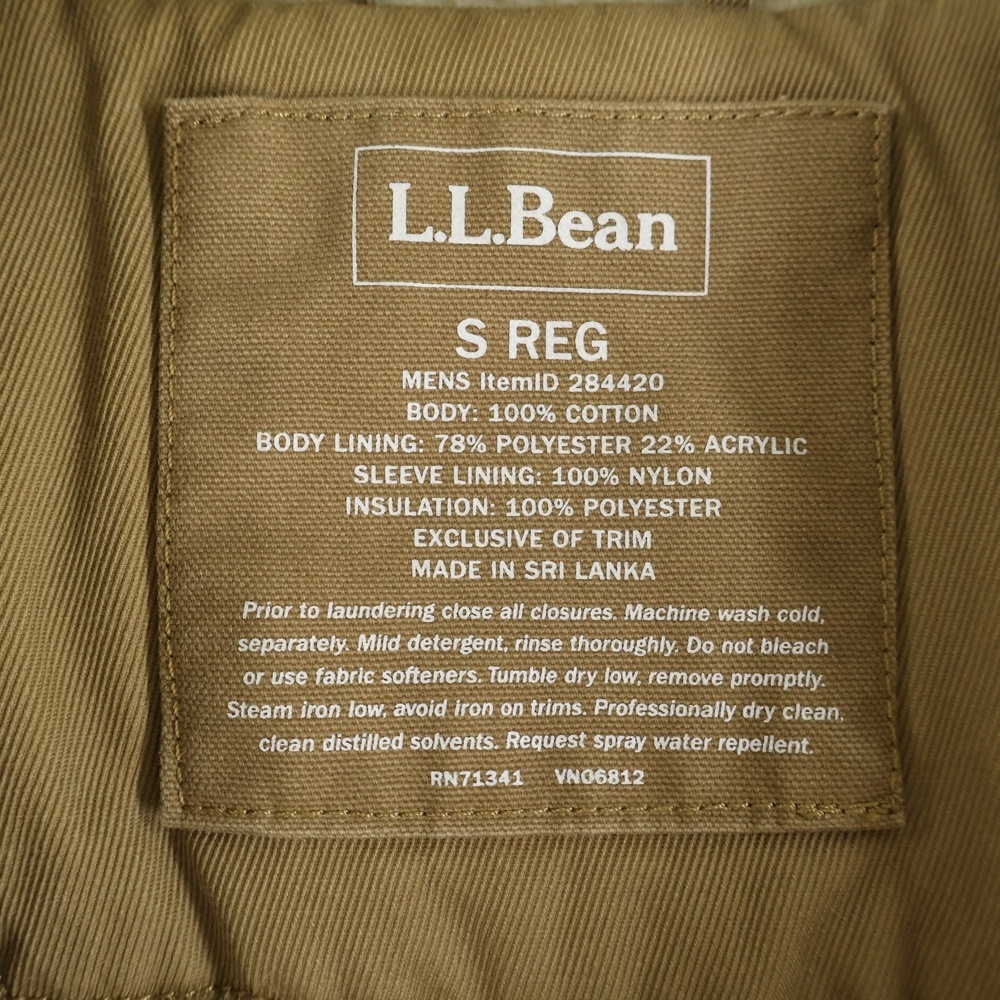 L.L.Bean
S REG
MENS ItemID 284420
BODY: 100% COTTON
BODY LINING: 78% POLYESTER 22% ACRYLIC
SLEEVE LINING: 100% NYLON
INSULATION: 100% POLYESTER
EXCLUSIVE OF TRIM
MADE IN SRI LANKA
Prior to laundering close all closures. Machine wash cold,
separately. Mild detergent, rinse thoroughly. Do not bleach
or use fabric softeners. Tumble dry low, remove promptly.
Steam iron low, avoid iron on trims. Professionally dry clean,
clean distilled solvents. Request spray water repellent.
RN71341 VN06812